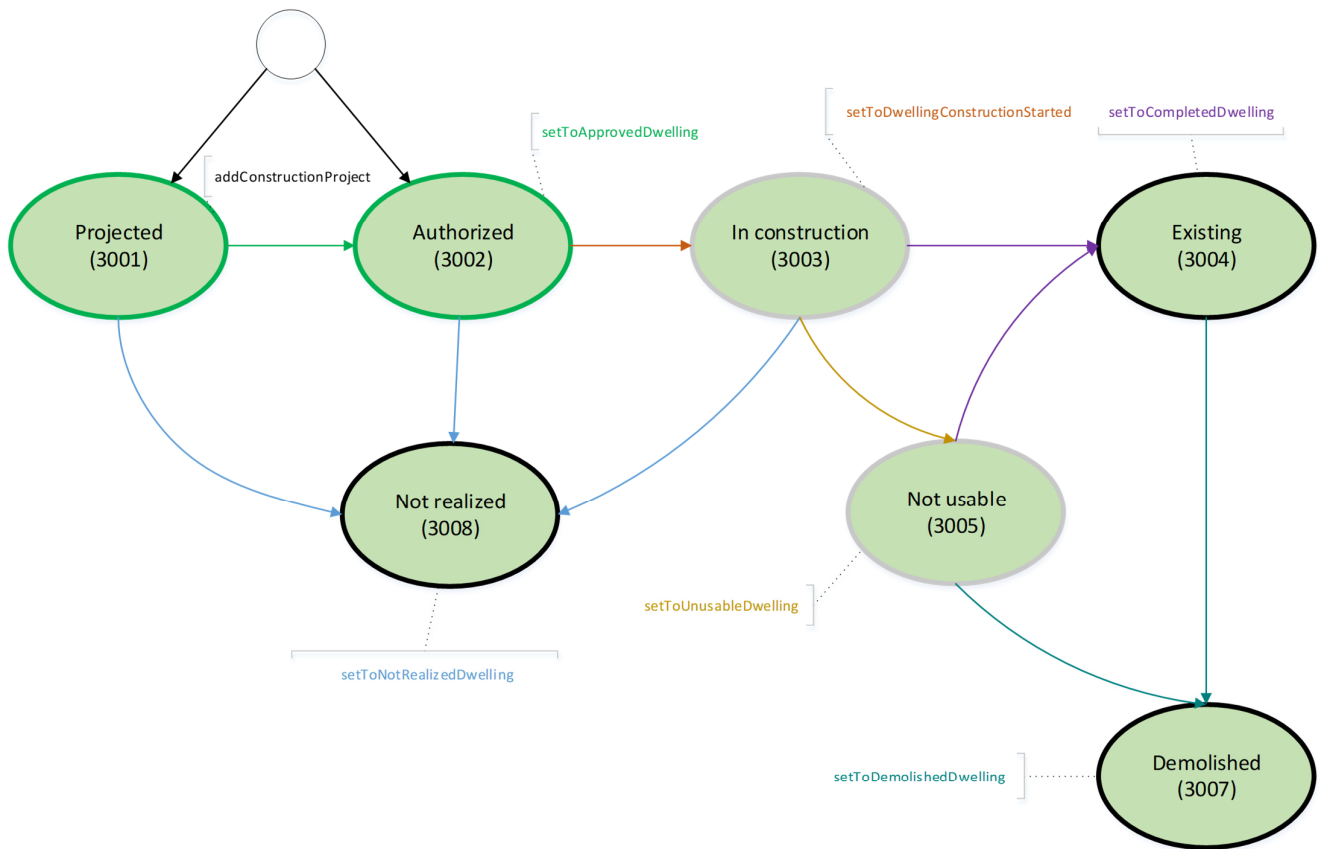 setToDwellingConstructionStarted
setToCompletedDwelling
setToApprovedDwelling
addConstructionProject
Projected
(3001)
Authorized
(3002)
In construction
(3003)
Existing
(3004)
Not realized
(3008)
Not usable
(3005)
setToUnusableDwelling
setToNotRealizedDwelling
Demolished
(3007)
setToDemolishedDwelling